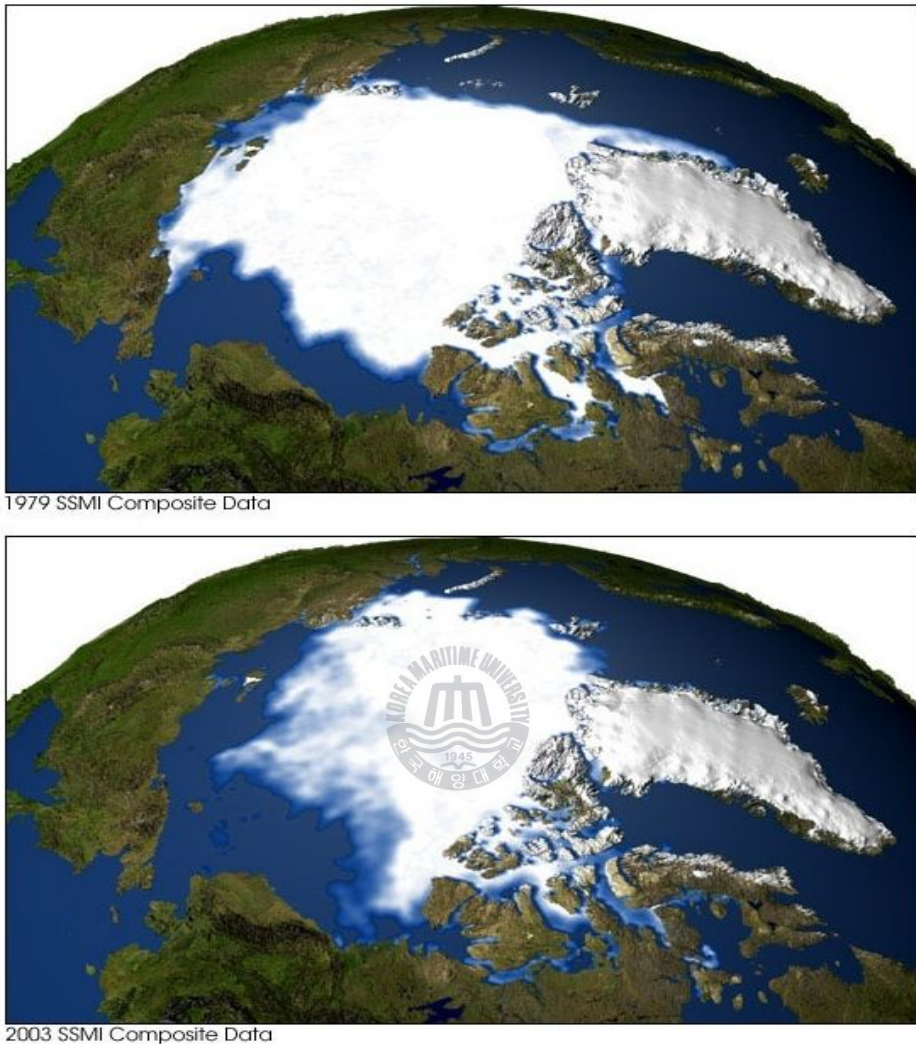 1979 SSMI Composite Data
KOREA MARITIME UNIVERSITY
1945
한국해양대학교
2003 SSMI Composite Data